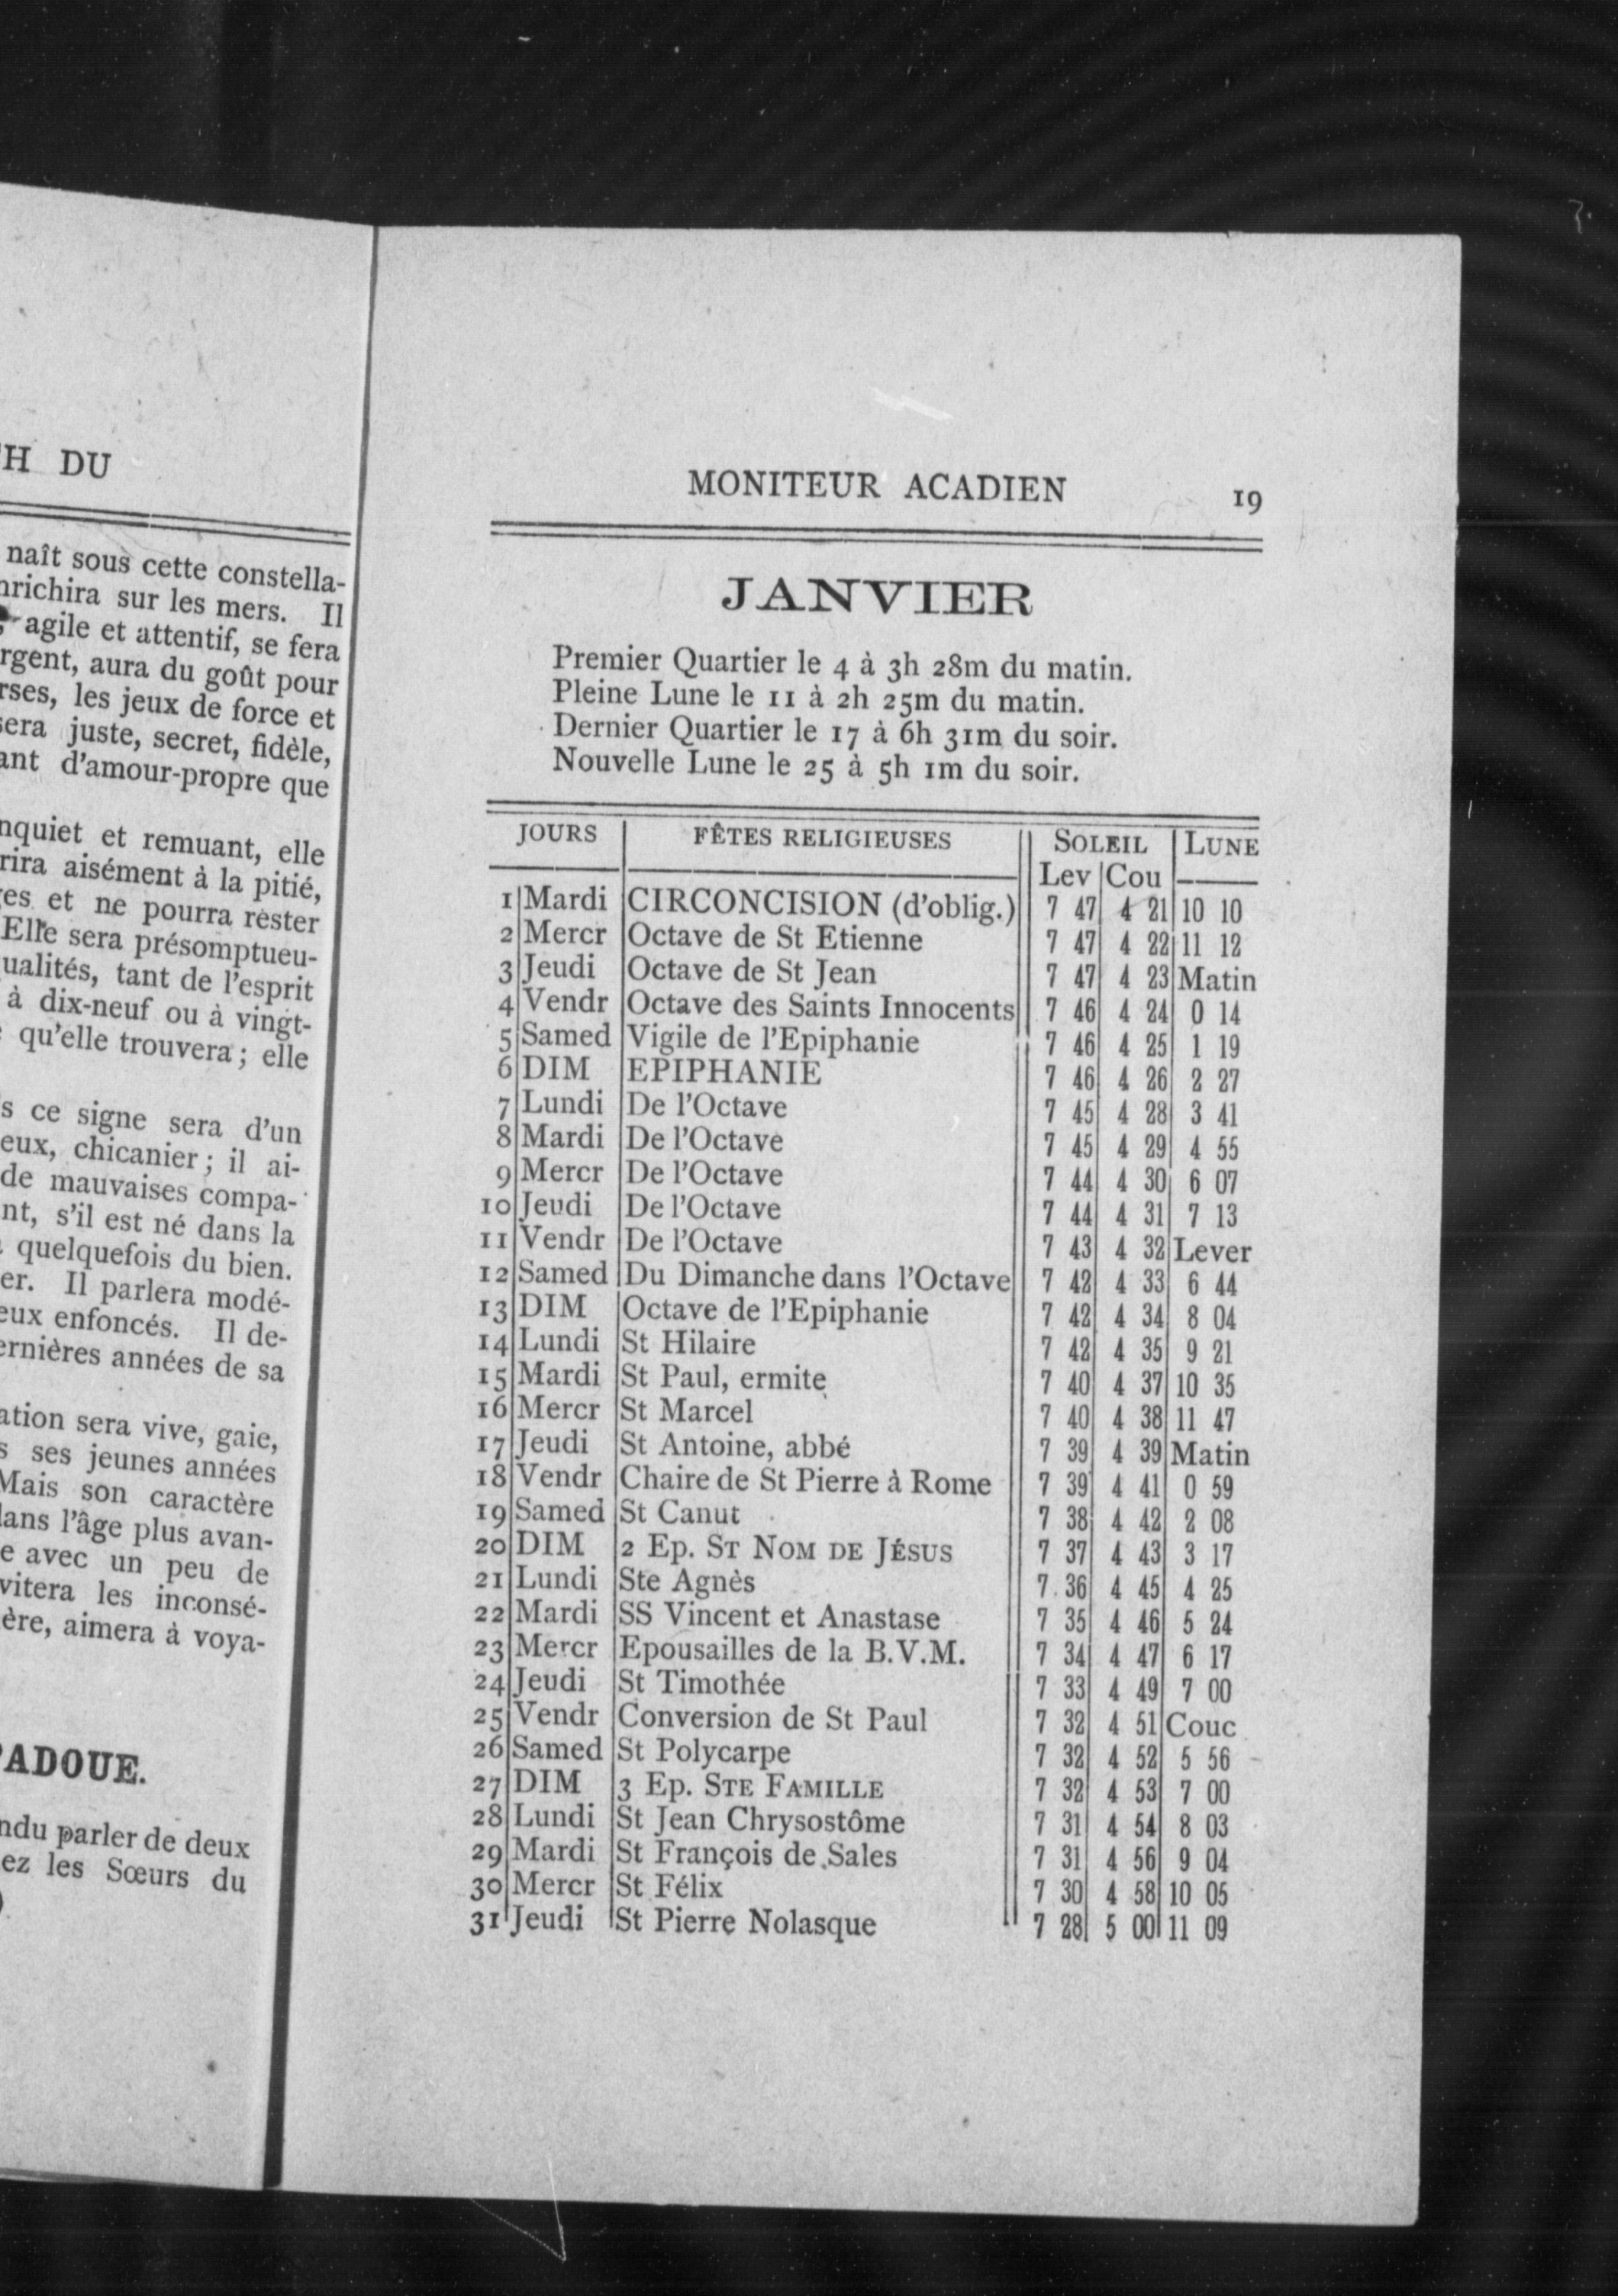 'H DU
naît sous cette constella-
nrichira sur les mers. Il
agile et attentif, se fera
rgent, aura du goût pour
rses, les jeux de force et
sera juste, secret, fidèle,
ant d'amour-propre que
nquiet et remuant, elle
rira aisément à la pitié,
ges et ne pourra rester
Elle sera présomptueu-
ualités, tant de l'esprit
à dix-neuf ou à vingt-
qu'elle trouvera ; elle
s ce signe sera d'un
eux, chicanier ; il ai-
de mauvaises compa-
nt, s'il est né dans la
quelquefois du bien.
er. Il parlera modé-
eux enfoncés. Il de-
ernières années de sa
ation sera vive, gaie,
s ses jeunes années
Mais son caractère
dans l'âge plus avan-
e avec un peu de
vitera les inconsé-
ère, aimera à voya-
PADOUE.
ndu parler de deux
ez les Sœurs du
MONITEUR ACADIEN 19
JANVIER
Premier Quartier le 4 à 3h 28m du matin.
Pleine Lune le 11 à 2h 25m du matin.
Dernier Quartier le 17 à 6h 31m du soir.
Nouvelle Lune le 25 à 5h 1m du soir.
JOURS FÊTES RELIGIEUSES SOLEIL LUNE
Lev Cou
1 Mardi CIRCONCISION (d'oblig.) 7 47 4 21 10 10
2 Mercr Octave de St Etienne 7 47 4 22 11 12
3 Jeudi Octave de St Jean 7 47 4 23 Matin
4 Vendr Octave des Saints Innocents 7 46 4 24 0 14
5 Samed Vigile de l'Epiphanie 7 46 4 25 1 19
6 DIM EPIPHANIE 7 46 4 26 2 27
7 Lundi De l'Octave 7 45 4 28 3 41
8 Mardi De l'Octave 7 45 4 29 4 55
9 Mercr De l'Octave 7 44 4 30 6 07
10 Jeudi De l'Octave 7 44 4 31 7 13
11 Vendr De l'Octave 7 43 4 32 Lever
12 Samed Du Dimanche dans l'Octave 7 42 4 33 6 44
13 DIM Octave de l'Epiphanie 7 42 4 34 8 04
14 Lundi St Hilaire 7 42 4 35 9 21
15 Mardi St Paul, ermite 7 40 4 37 10 35
16 Mercr St Marcel 7 40 4 38 11 47
17 Jeudi St Antoine, abbé 7 39 4 39 Matin
18 Vendr Chaire de St Pierre à Rome 7 39 4 41 0 59
19 Samed St Canut 7 38 4 42 2 08
20 DIM 2 Ep. ST NOM DE JÉSUS 7 37 4 43 3 17
21 Lundi Ste Agnès 7 36 4 45 4 25
22 Mardi SS Vincent et Anastase 7 35 4 46 5 24
23 Mercr Epousailles de la B.V.M. 7 34 4 47 6 17
24 Jeudi St Timothée 7 33 4 49 7 00
25 Vendr Conversion de St Paul 7 32 4 51 Couc
26 Samed St Polycarpe 7 32 4 52 5 56
27 DIM 3 Ep. STE FAMILLE 7 32 4 53 7 00
28 Lundi St Jean Chrysostôme 7 31 4 54 8 03
29 Mardi St François de Sales 7 31 4 56 9 04
30 Mercr St Félix 7 30 4 58 10 05
31 Jeudi St Pierre Nolasque 7 28 5 00 11 09